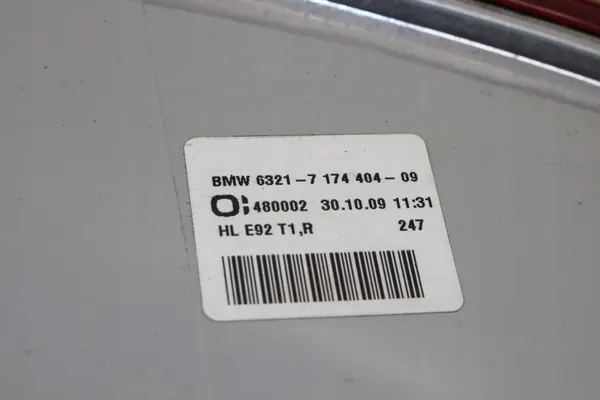 BMW 6321-7 174 404-09
480002 30.10.09 11:31
HL E92 T1,R 247